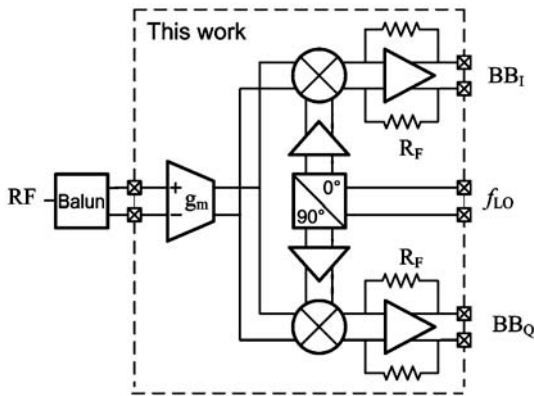 This work
BB_I
R_F
RF
Balun
+
−
g_m
0°
90°
f_LO
R_F
BB_Q